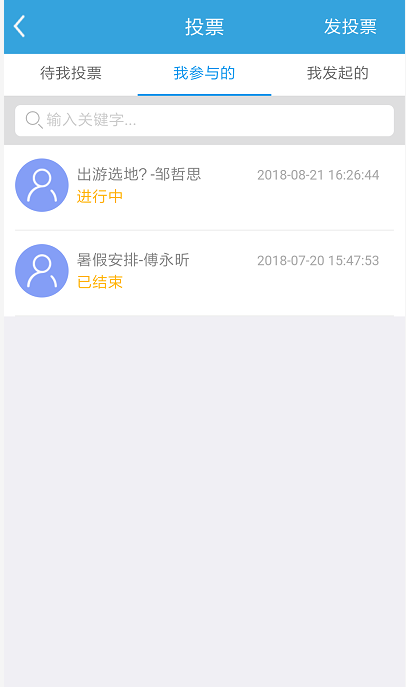 投票 发投票
待我投票 我参与的 我发起的
输入关键字...
出游选地? -邹哲思 2018-08-21 16:26:44
进行中
暑假安排-傅永昕 2018-07-20 15:47:53
已结束